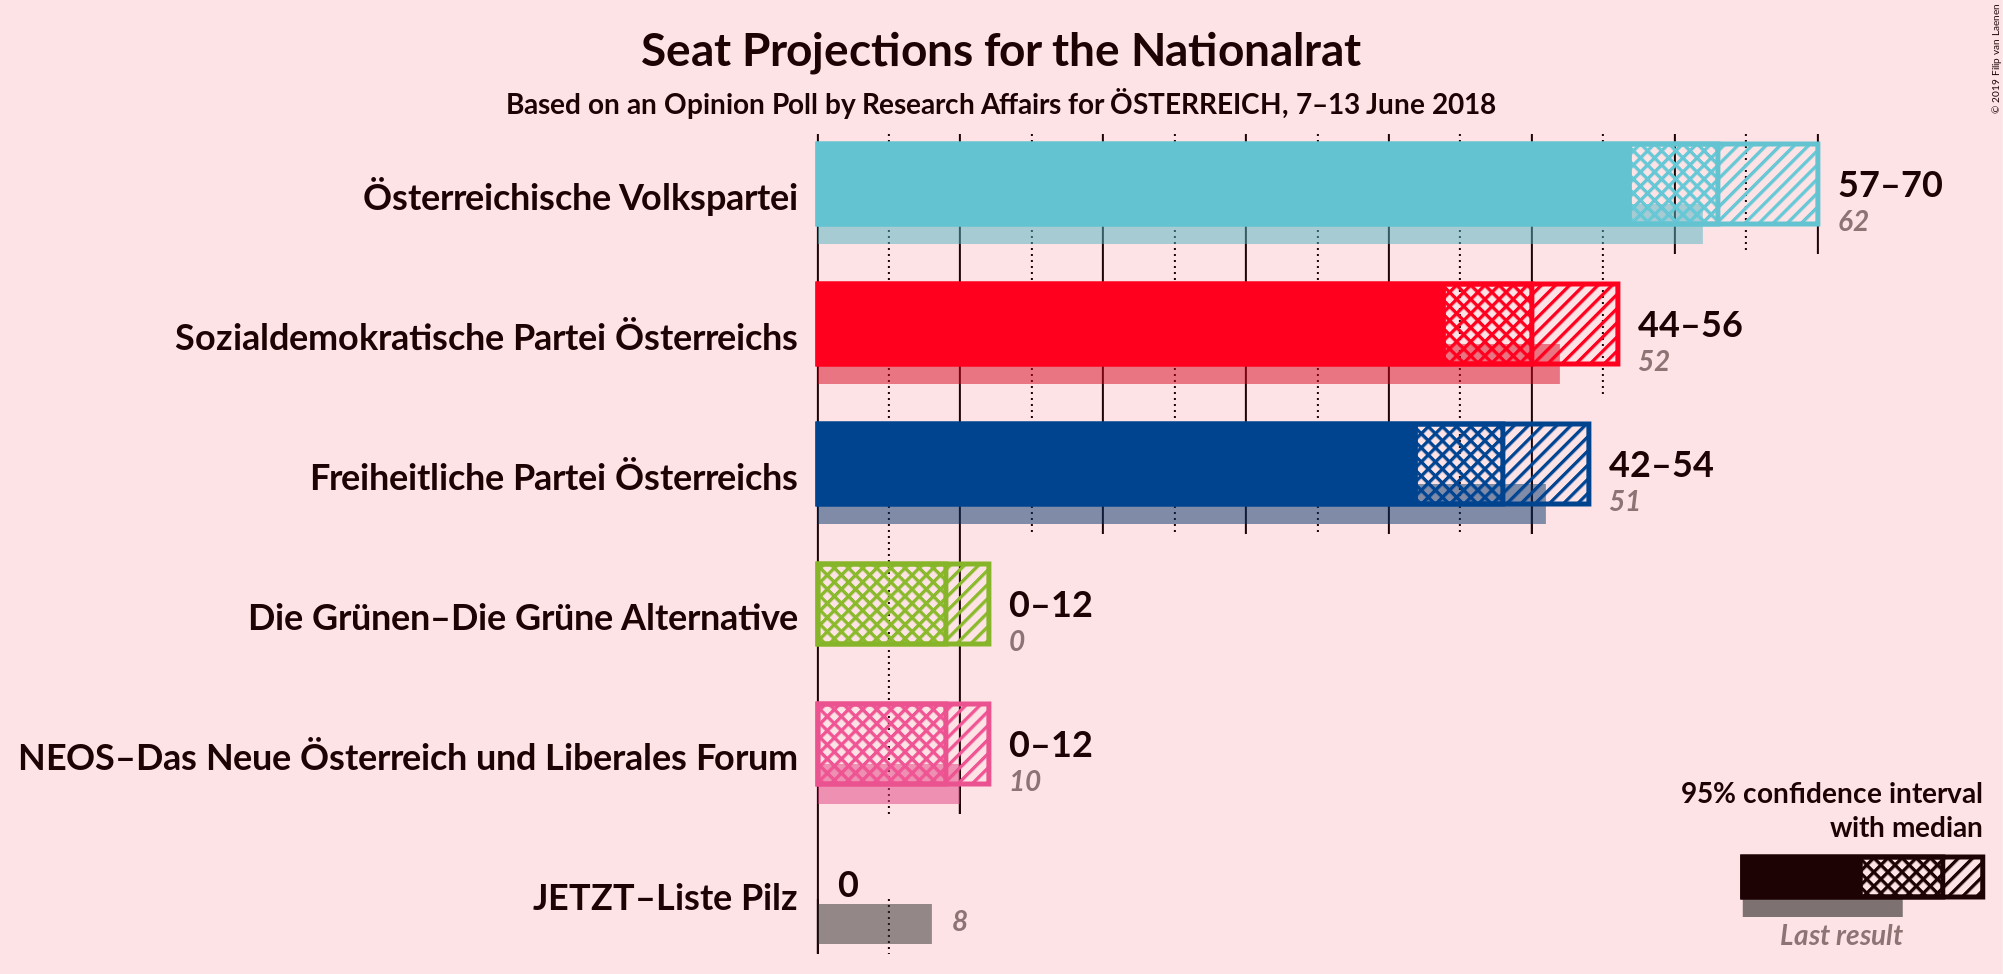 Seat Projections for the Nationalrat
Based on an Opinion Poll by Research Affairs for ÖSTERREICH, 7–13 June 2018
© 2019 Filip van Laenen
Österreichische Volkspartei
57–70
62
Sozialdemokratische Partei Österreichs
44–56
52
Freiheitliche Partei Österreichs
42–54
51
Die Grünen–Die Grüne Alternative
0–12
0
NEOS–Das Neue Österreich und Liberales Forum
0–12
10
JETZT–Liste Pilz
0
8
95% confidence interval
with median
Last result